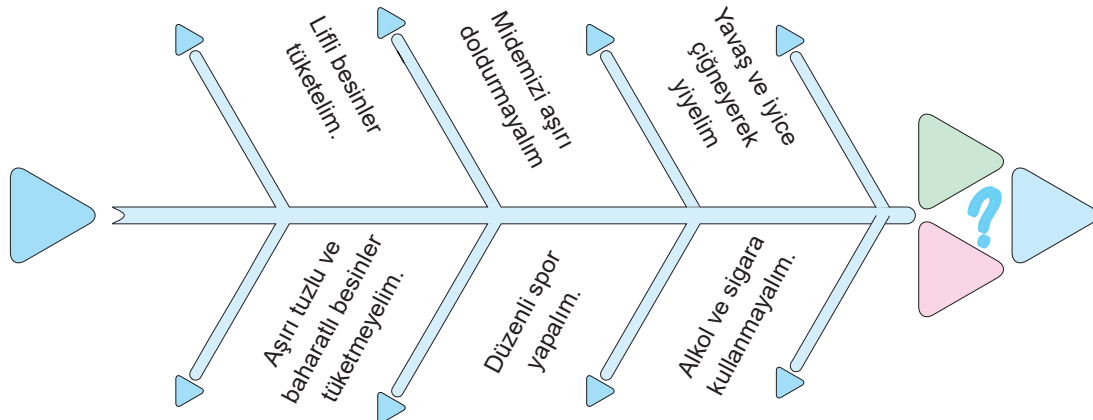 Lifli besinler
tüketelim.
Midemizi aşırı
doldurmayalım
Yavaş ve iyice
çiğneyerek
yiyelim
?
Aşırı tuzlu ve
baharatlı besinler
tüketmeyelim.
Düzenli spor
yapalım.
Alkol ve sigara
kullanmayalım.